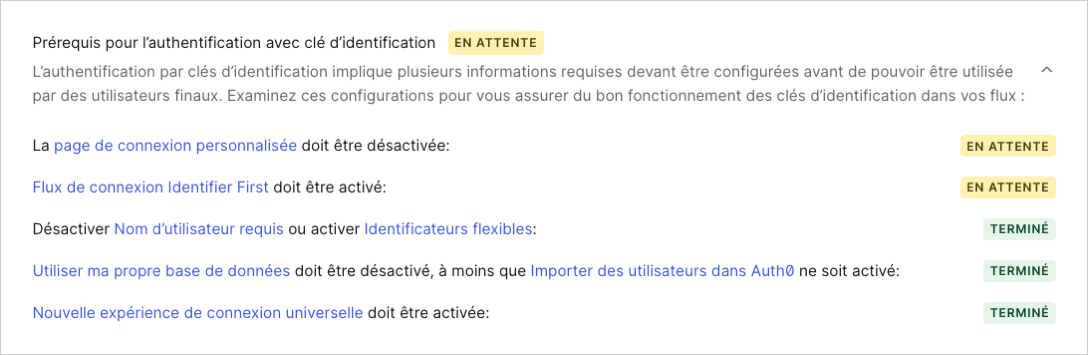 Prérequis pour l’authentification avec clé d’identification EN ATTENTE
L’authentification par clés d’identification implique plusieurs informations requises devant être configurées avant de pouvoir être utilisée
par des utilisateurs finaux. Examinez ces configurations pour vous assurer du bon fonctionnement des clés d’identification dans vos flux :
La page de connexion personnalisée doit être désactivée: EN ATTENTE
Flux de connexion Identifier First doit être activé: EN ATTENTE
Désactiver Nom d’utilisateur requis ou activer Identificateurs flexibles: TERMINÉ
Utiliser ma propre base de données doit être désactivé, à moins que Importer des utilisateurs dans Auth0 ne soit activé: TERMINÉ
Nouvelle expérience de connexion universelle doit être activée: TERMINÉ